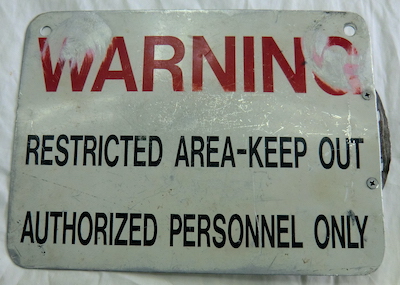 WARNING
RESTRICTED AREA-KEEP OUT
AUTHORIZED PERSONNEL ONLY